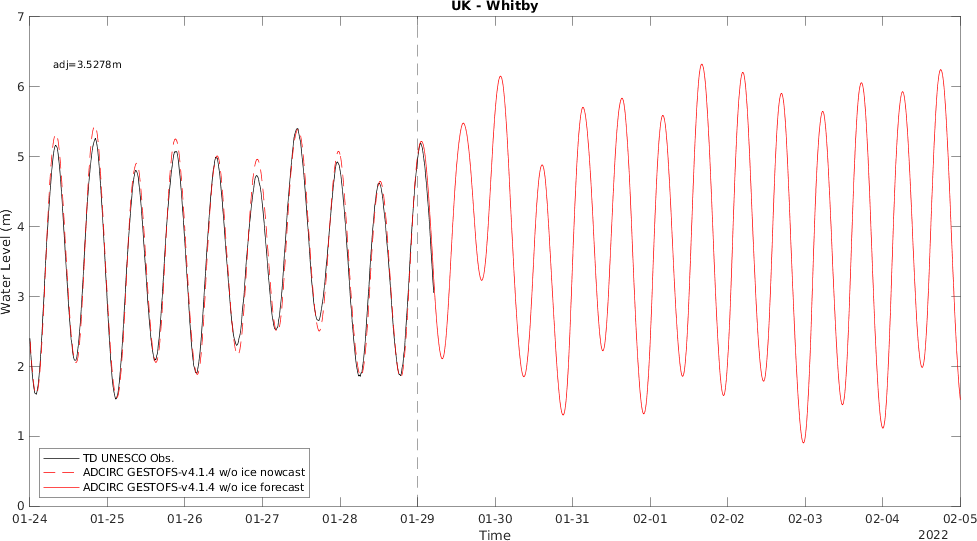 UK - Whitby
adj=3.5278m
Water Level (m)
7
6
5
4
3
2
1
0
TD UNESCO Obs.
ADCIRC GESTOFS-v4.1.4 w/o ice nowcast
ADCIRC GESTOFS-v4.1.4 w/o ice forecast
01-24 01-25 01-26 01-27 01-28 01-29 01-30 01-31 02-01 02-02 02-03 02-04 02-05
Time
2022